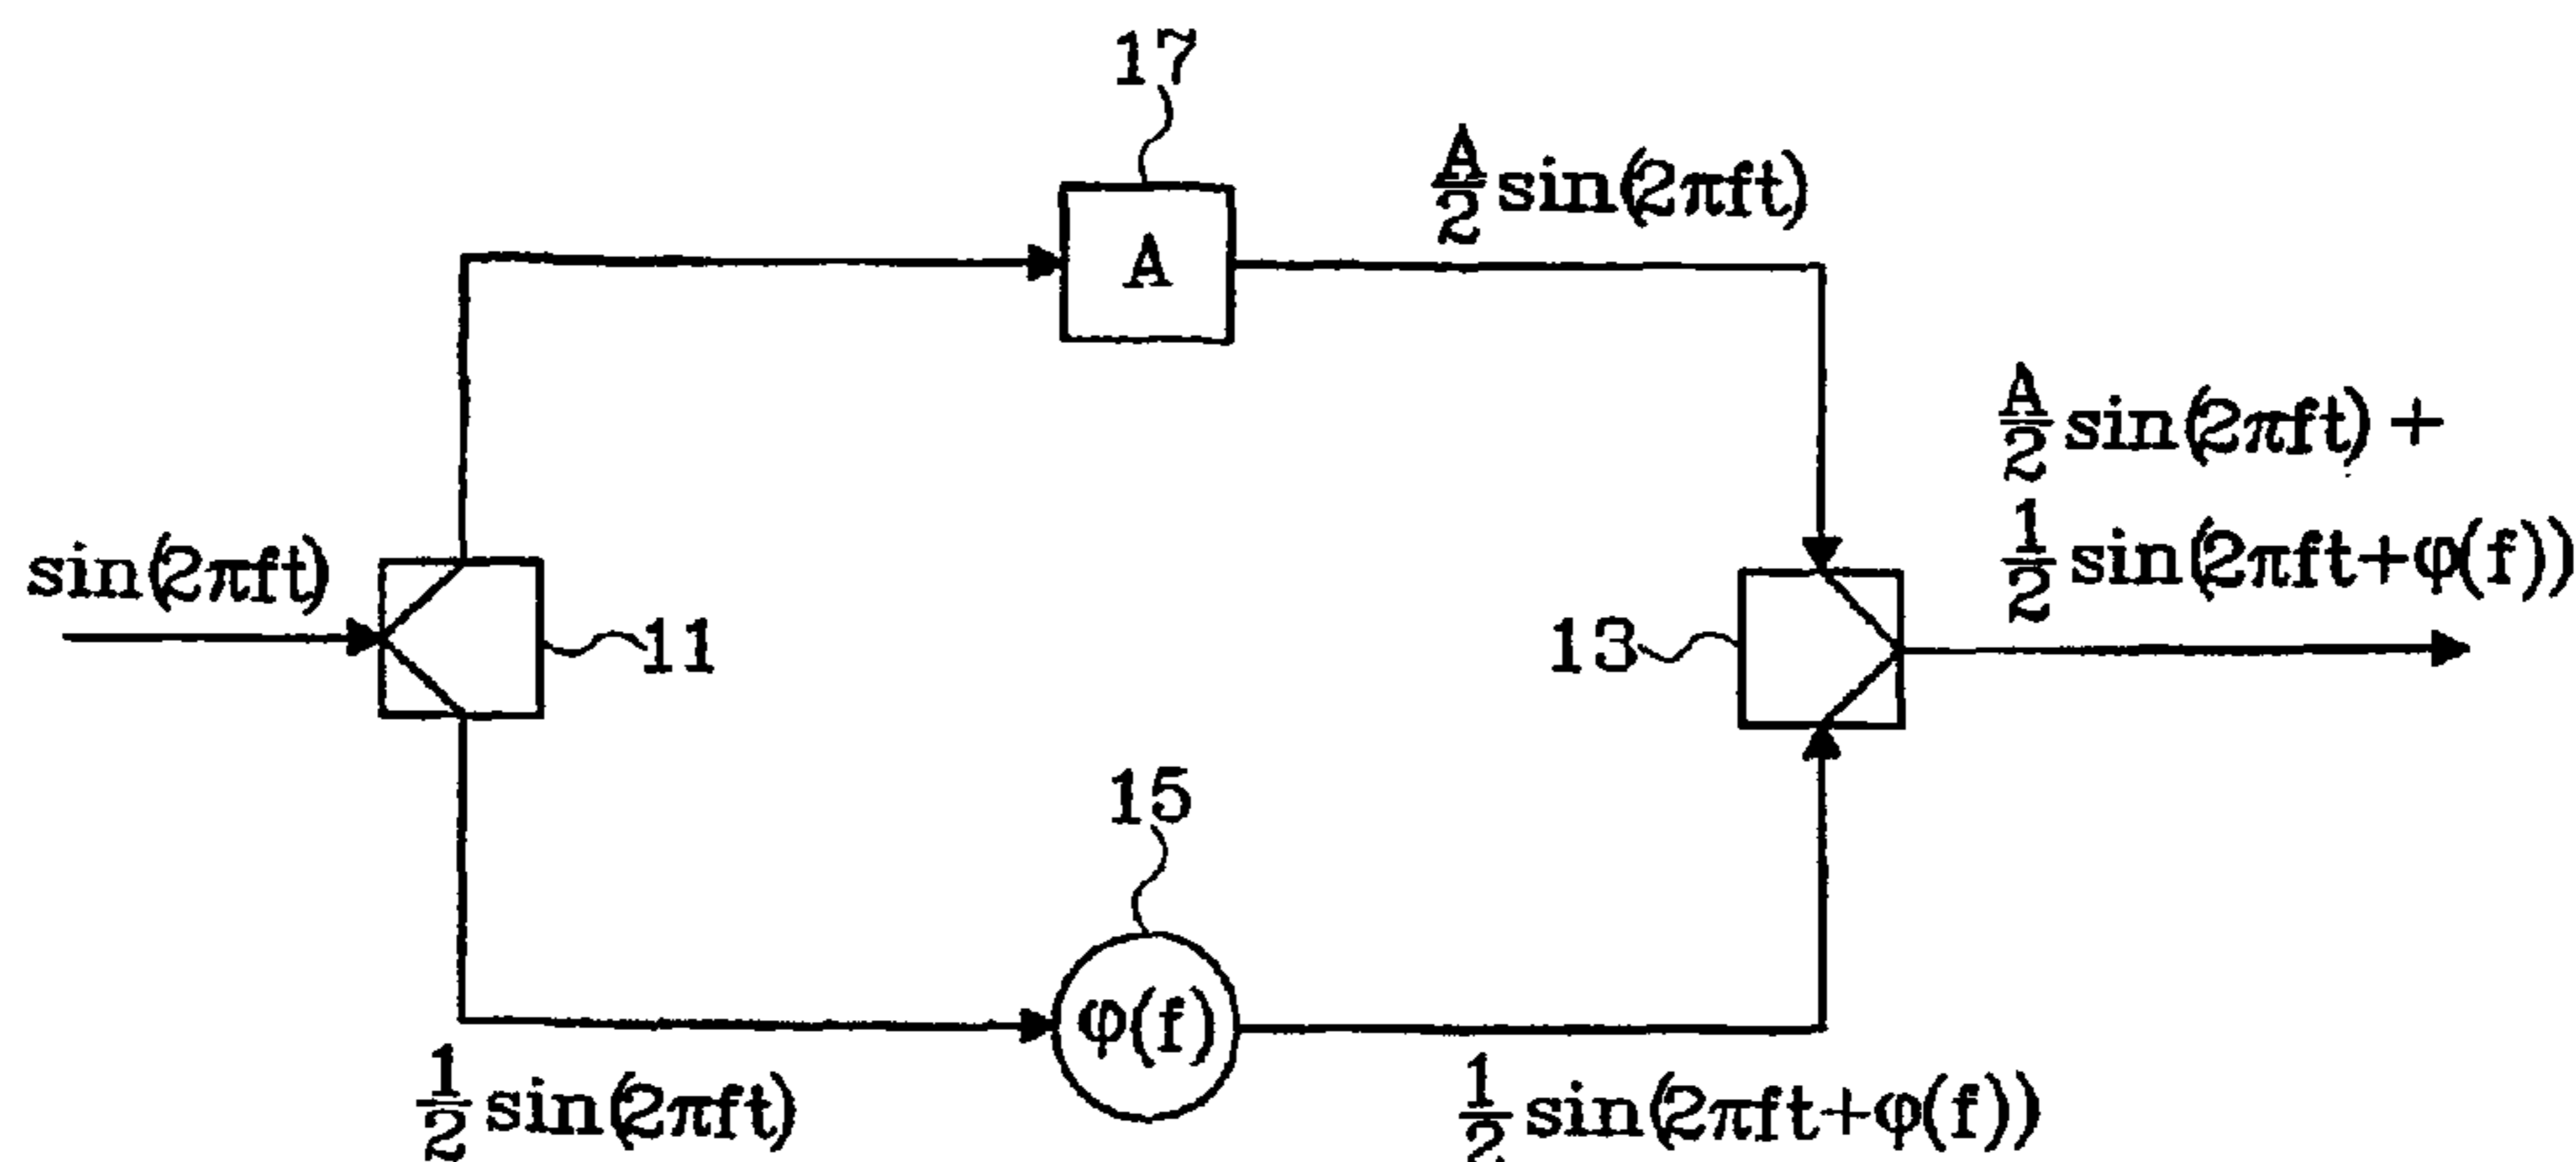 17
A/2 sin(2πft)
A
A/2 sin(2πft) +
1/2 sin(2πft+φ(f))
sin(2πft)
11
13
15
φ(f)
1/2 sin(2πft)
1/2 sin(2πft+φ(f))